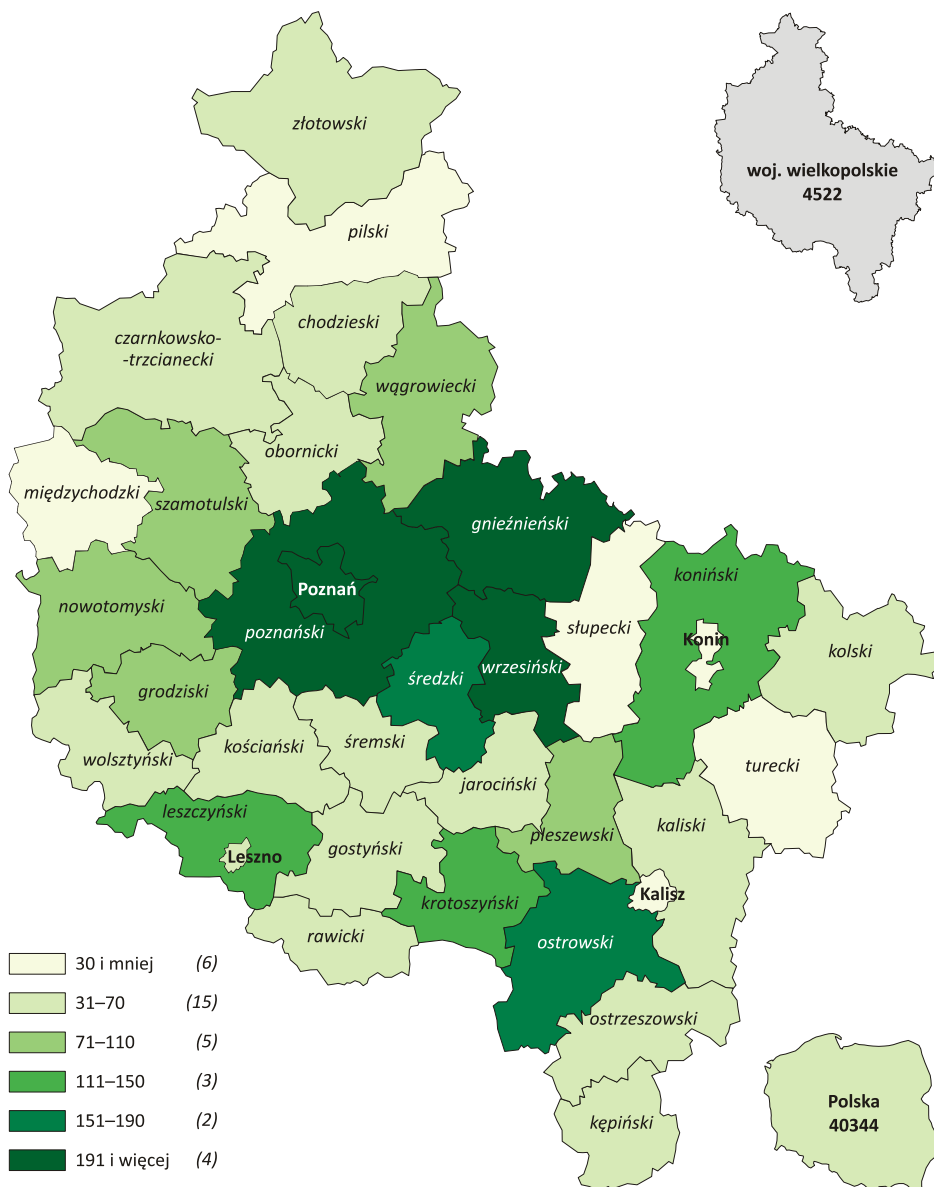 złotowski
woj. wielkopolskie
4522
pilski
chodzieski
czarnkowsko-
-trzcianecki
wągrowiecki
obornicki
międzychodzki
szamotulski
gnieźnieński
koniński
Poznań
nowotomyski
poznański
słupecki
Konin
kolski
wrzesiński
średzki
grodziski
kościański
śremski
wolsztyński
turecki
jarociński
leszczyński
kaliski
pleszewski
gostyński
Leszno
Kalisz
krotoszyński
rawicki
ostrowski
30 i mniej (6)
31–70 (15)
ostrzeszowski
71–110 (5)
111–150 (3)
Polska
40344
151–190 (2)
kępiński
191 i więcej (4)